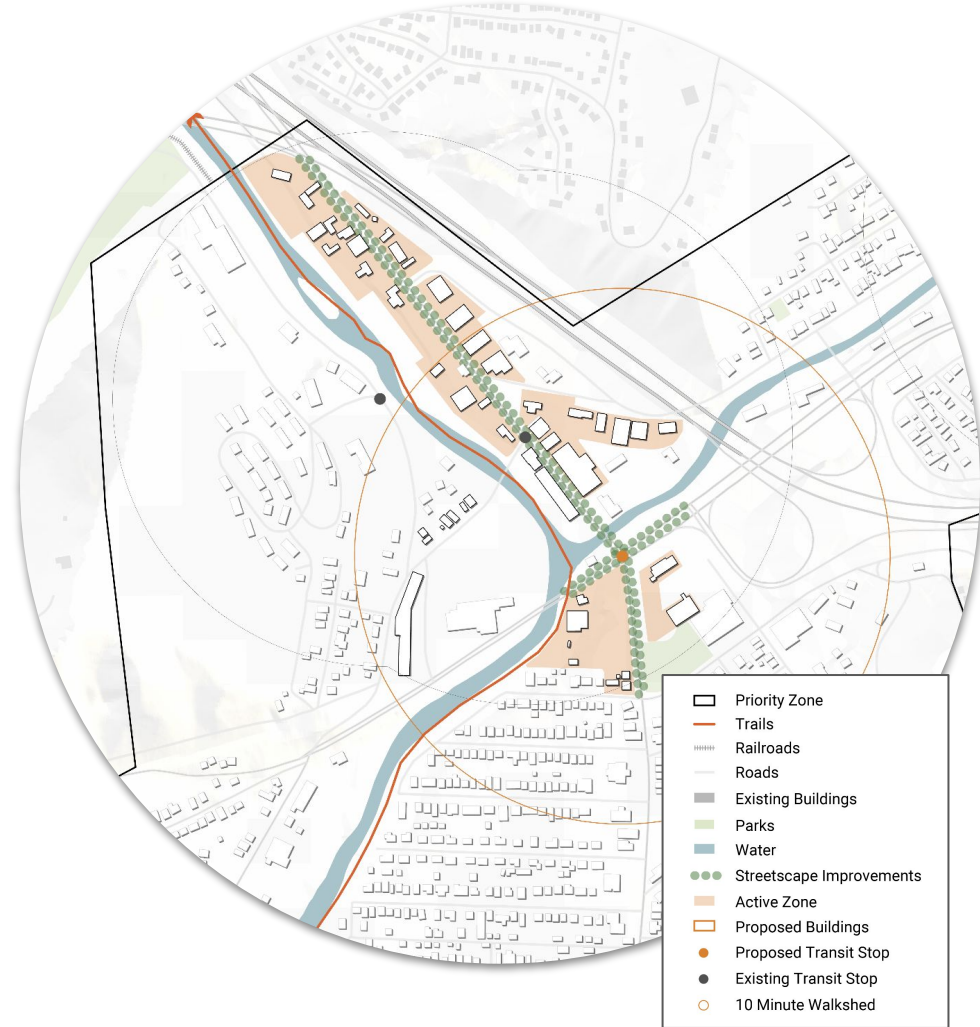 Priority Zone
Trails
Railroads
Roads
Existing Buildings
Parks
Water
Streetscape Improvements
Active Zone
Proposed Buildings
Proposed Transit Stop
Existing Transit Stop
10 Minute Walkshed